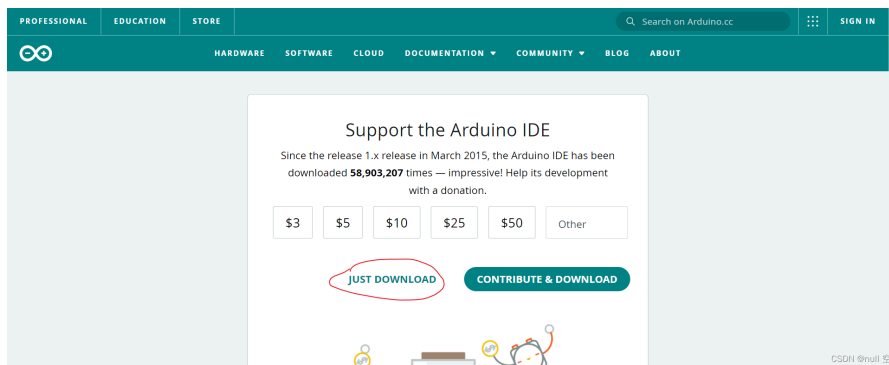 PROFESSIONAL EDUCATION STORE Search on Arduino.cc SIGN IN
HARDWARE SOFTWARE CLOUD DOCUMENTATION COMMUNITY BLOG ABOUT
Support the Arduino IDE
Since the release 1.x release in March 2015, the Arduino IDE has been
downloaded 58,903,207 times — impressive! Help its development
with a donation.
$3 $5 $10 $25 $50 Other
JUST DOWNLOAD CONTRIBUTE & DOWNLOAD
CSDN @null